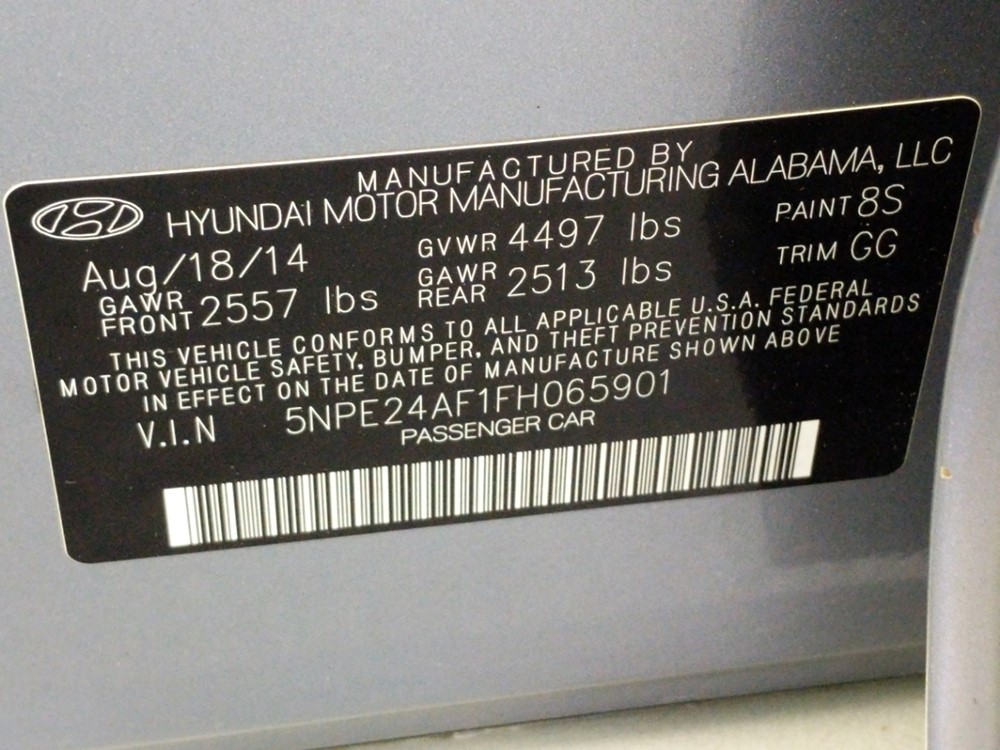 MANUFACTURED BY
HYUNDAI MOTOR MANUFACTURING ALABAMA, LLC
Aug/18/14 GVWR 4497 lbs PAINT 8S
GAWR FRONT 2557 lbs GAWR REAR 2513 lbs TRIM GG
THIS VEHICLE CONFORMS TO ALL APPLICABLE U.S.A. FEDERAL
MOTOR VEHICLE SAFETY, BUMPER, AND THEFT PREVENTION STANDARDS
IN EFFECT ON THE DATE OF MANUFACTURE SHOWN ABOVE
V.I.N 5NPE24AF1FH065901
PASSENGER CAR